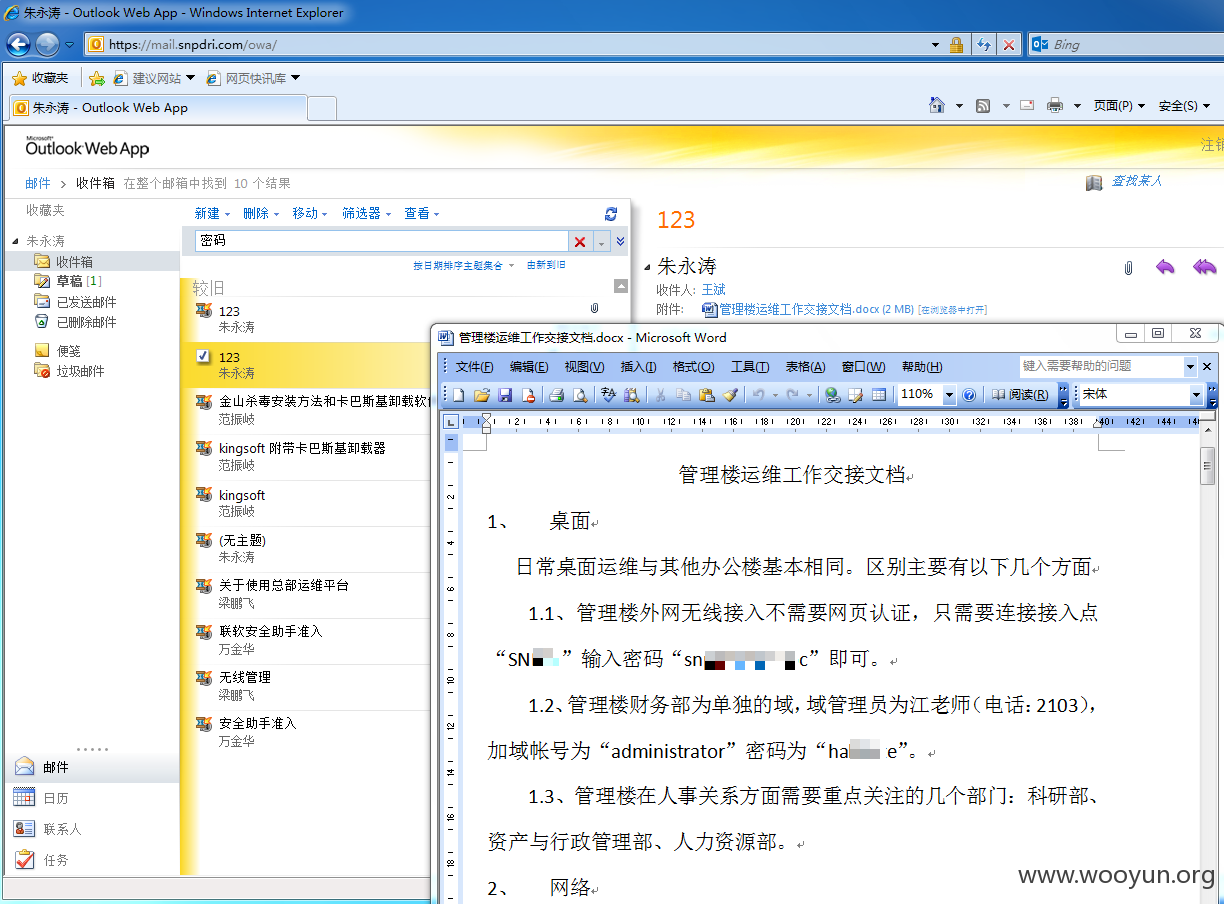 朱永涛 - Outlook Web App - Windows Internet Explorer
https://mail.snpdri.com/owa/
Bing
收藏夹 建议网站 网页快讯库
朱永涛 - Outlook Web App
页面(P) 安全(S)
Microsoft
Outlook Web App
注销
邮件 > 收件箱 在整个邮箱中找到 10 个结果
查找某人
收藏夹
朱永涛
收件箱
草稿 [1]
已发送邮件
已删除邮件
便笺
垃圾邮件
邮件
日历
联系人
任务
新建 删除 移动 筛选器 查看
密码
按日期排序主题集合 由新到旧
较旧
123
朱永涛
123
朱永涛
金山杀毒安装方法和卡巴斯基卸载软
范振岐
kingsoft 附带卡巴斯基卸载器
范振岐
kingsoft
范振岐
(无主题)
朱永涛
关于使用总部运维平台
梁鹏飞
联软安全助手准入
万金华
无线管理
梁鹏飞
安全助手准入
万金华
123
朱永涛
收件人: 王斌
附件: 管理楼运维工作交接文档.docx (2 MB) [在浏览器中打开]
管理楼运维工作交接文档.docx - Microsoft Word
文件(F) 编辑(E) 视图(V) 插入(I) 格式(O) 工具(T) 表格(A) 窗口(W) 帮助(H) 键入需要帮助的问题
110% 阅读(R) 宋体
管理楼运维工作交接文档
1、 桌面
日常桌面运维与其他办公楼基本相同。区别主要有以下几个方面
1.1、管理楼外网无线接入不需要网页认证，只需要连接接入点
“SN ”输入密码“sn c”即可。
1.2、管理楼财务部为单独的域，域管理员为江老师（电话：2103），
加域帐号为“administrator”密码为“ha e”。
1.3、管理楼在人事关系方面需要重点关注的几个部门：科研部、
资产与行政管理部、人力资源部。
2、 网络
www.wooyun.org